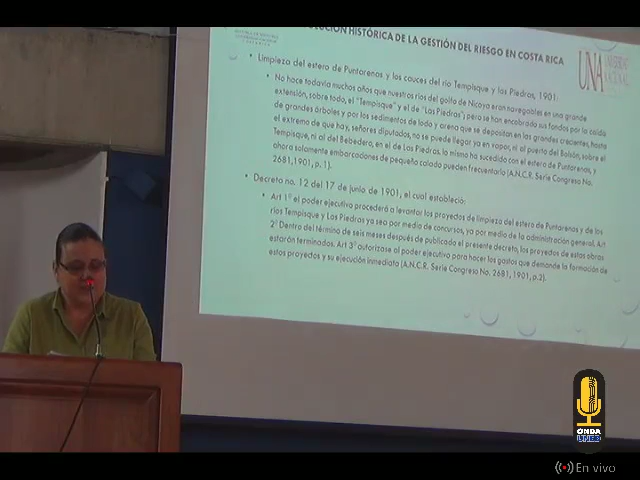 OLUCIÓN HISTÓRICA DE LA GESTIÓN DEL RIESGO EN COSTA RICA
UNA UNIVERSIDAD
NACIONAL
• Limpieza del estero de Puntarenas y los cauces del río Tempisque y las Piedras, 1901:
• No hace todavía muchos años que nuestros ríos del golfo de Nicoya eran navegables en una grande
extensión, sobre todo, el "Tempisque" y el de "Las Piedras"; pero se han ensobrado sus fondos por la caída
de grandes árboles y por los sedimentos de lodo y arena que se depositan en las grandes crecientes, hasta
el extremo de que hay, señores diputados, no se puede llegar ya en vapor, ni al puerto del Bolsón, sobre el
Tempisque, ni al del Bebedero, en el de Las Piedras. lo mismo ha sucedido con el estero de Puntarenas, y
ahora solamente embarcaciones de pequeño calado pueden frecuentarlo (A.N.C.R. Serie Congreso No.
2681,1901, p. 1).
• Decreto no. 12 del 17 de junio de 1901, el cual estableció:
• Art 1° el poder ejecutivo procederá a levantar los proyectos de limpieza del estero de Puntarenas y de los
ríos Tempisque y Las Piedras ya sea por medio de concursos, ya por medio de la administración general. Art
2° Dentro del término de seis meses después de publicado el presente decreto, los proyectos de estas obras
estarán terminados. Art 3° autorízase al poder ejecutivo para hacer los gastos que demande la formación de
estos proyectos y su ejecución inmediata (A.N.C.R. Serie Congreso No. 2681, 1901, p.2).
ONDA
UNED
En vivo